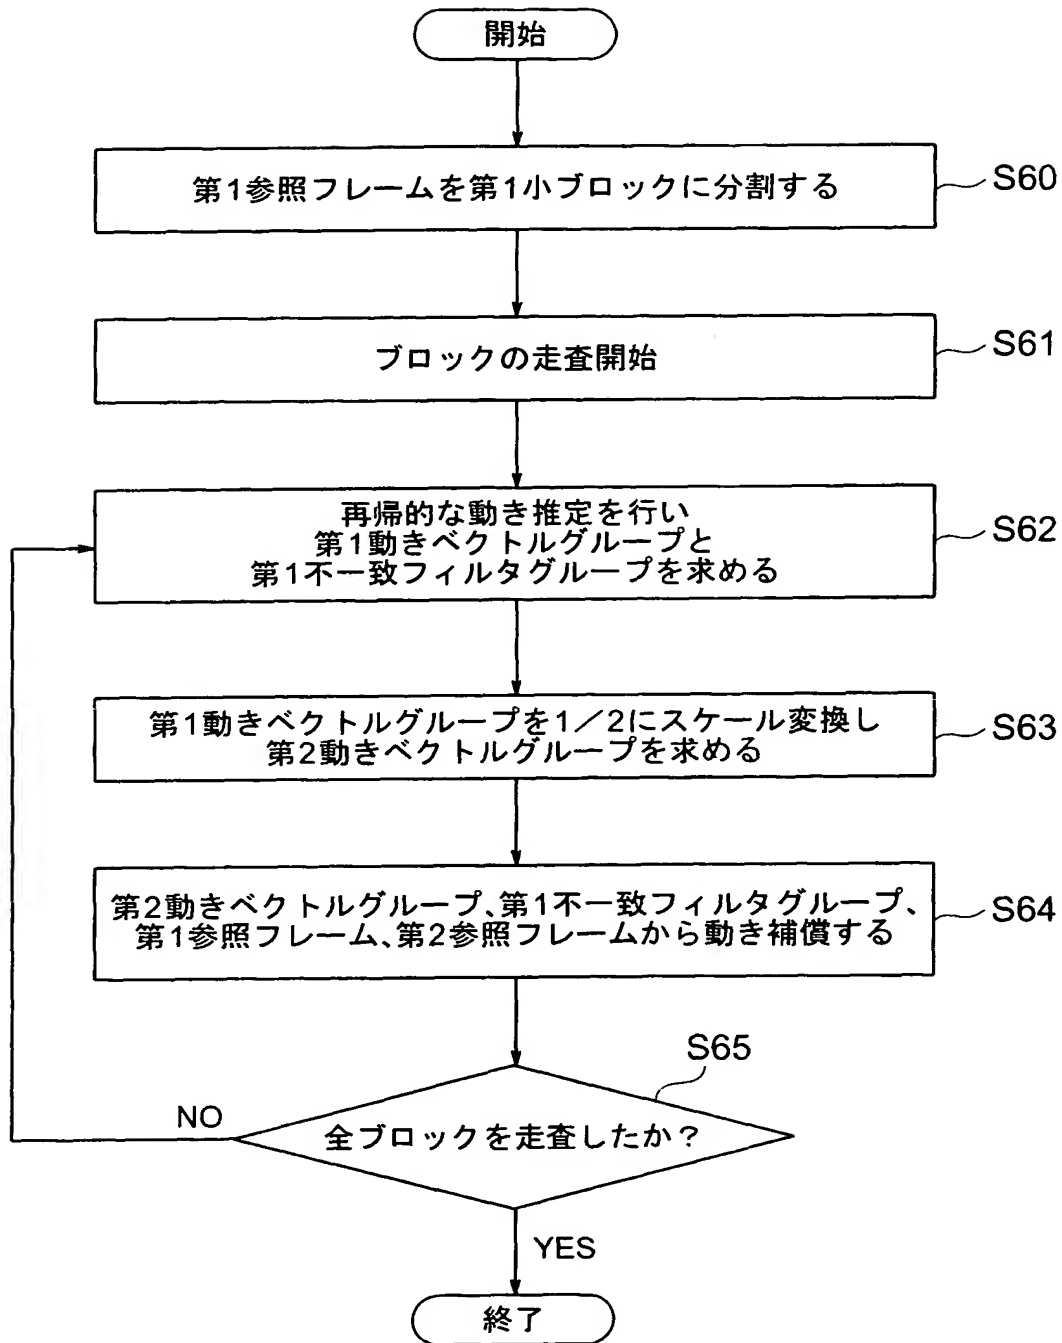 開始
第1参照フレームを第1小ブロックに分割する
S60
ブロックの走査開始
S61
再帰的な動き推定を行い
第1動きベクトルグループと
第1不一致フィルタグループを求める
S62
第1動きベクトルグループを1/2にスケール変換し
第2動きベクトルグループを求める
S63
第2動きベクトルグループ、第1不一致フィルタグループ、
第1参照フレーム、第2参照フレームから動き補償する
S64
S65
NO
全ブロックを走査したか?
YES
終了